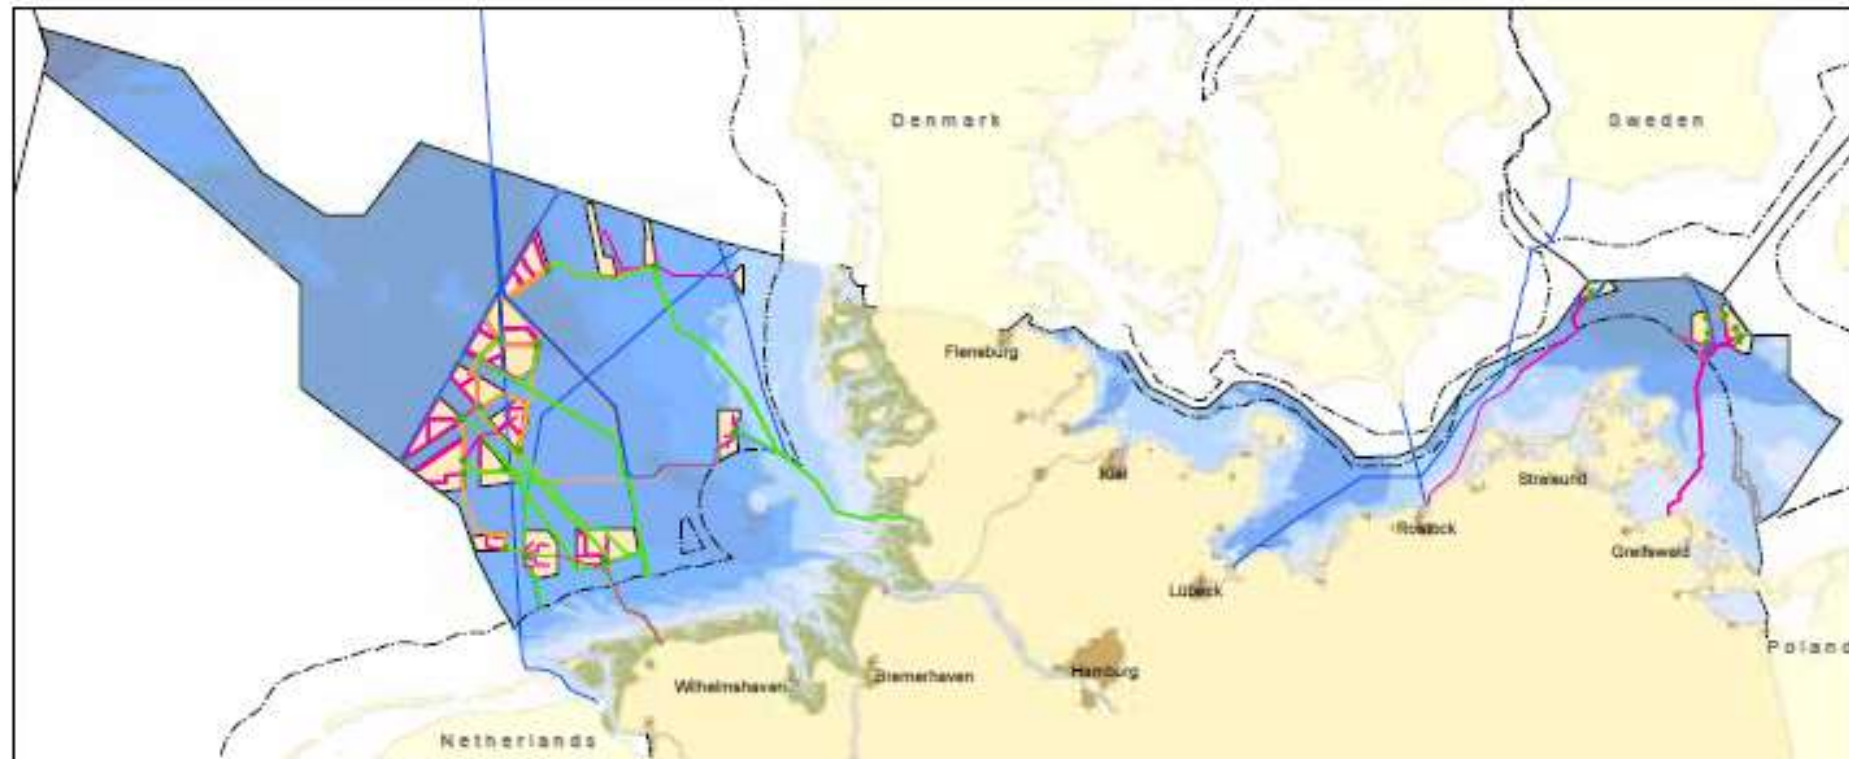 Denmark
Sweden
Flensburg
Kiel
Stralsund
Rostock
Greifswald
Lübeck
Poland
Hamburg
Bremerhaven
Wilhelmshaven
Netherlands